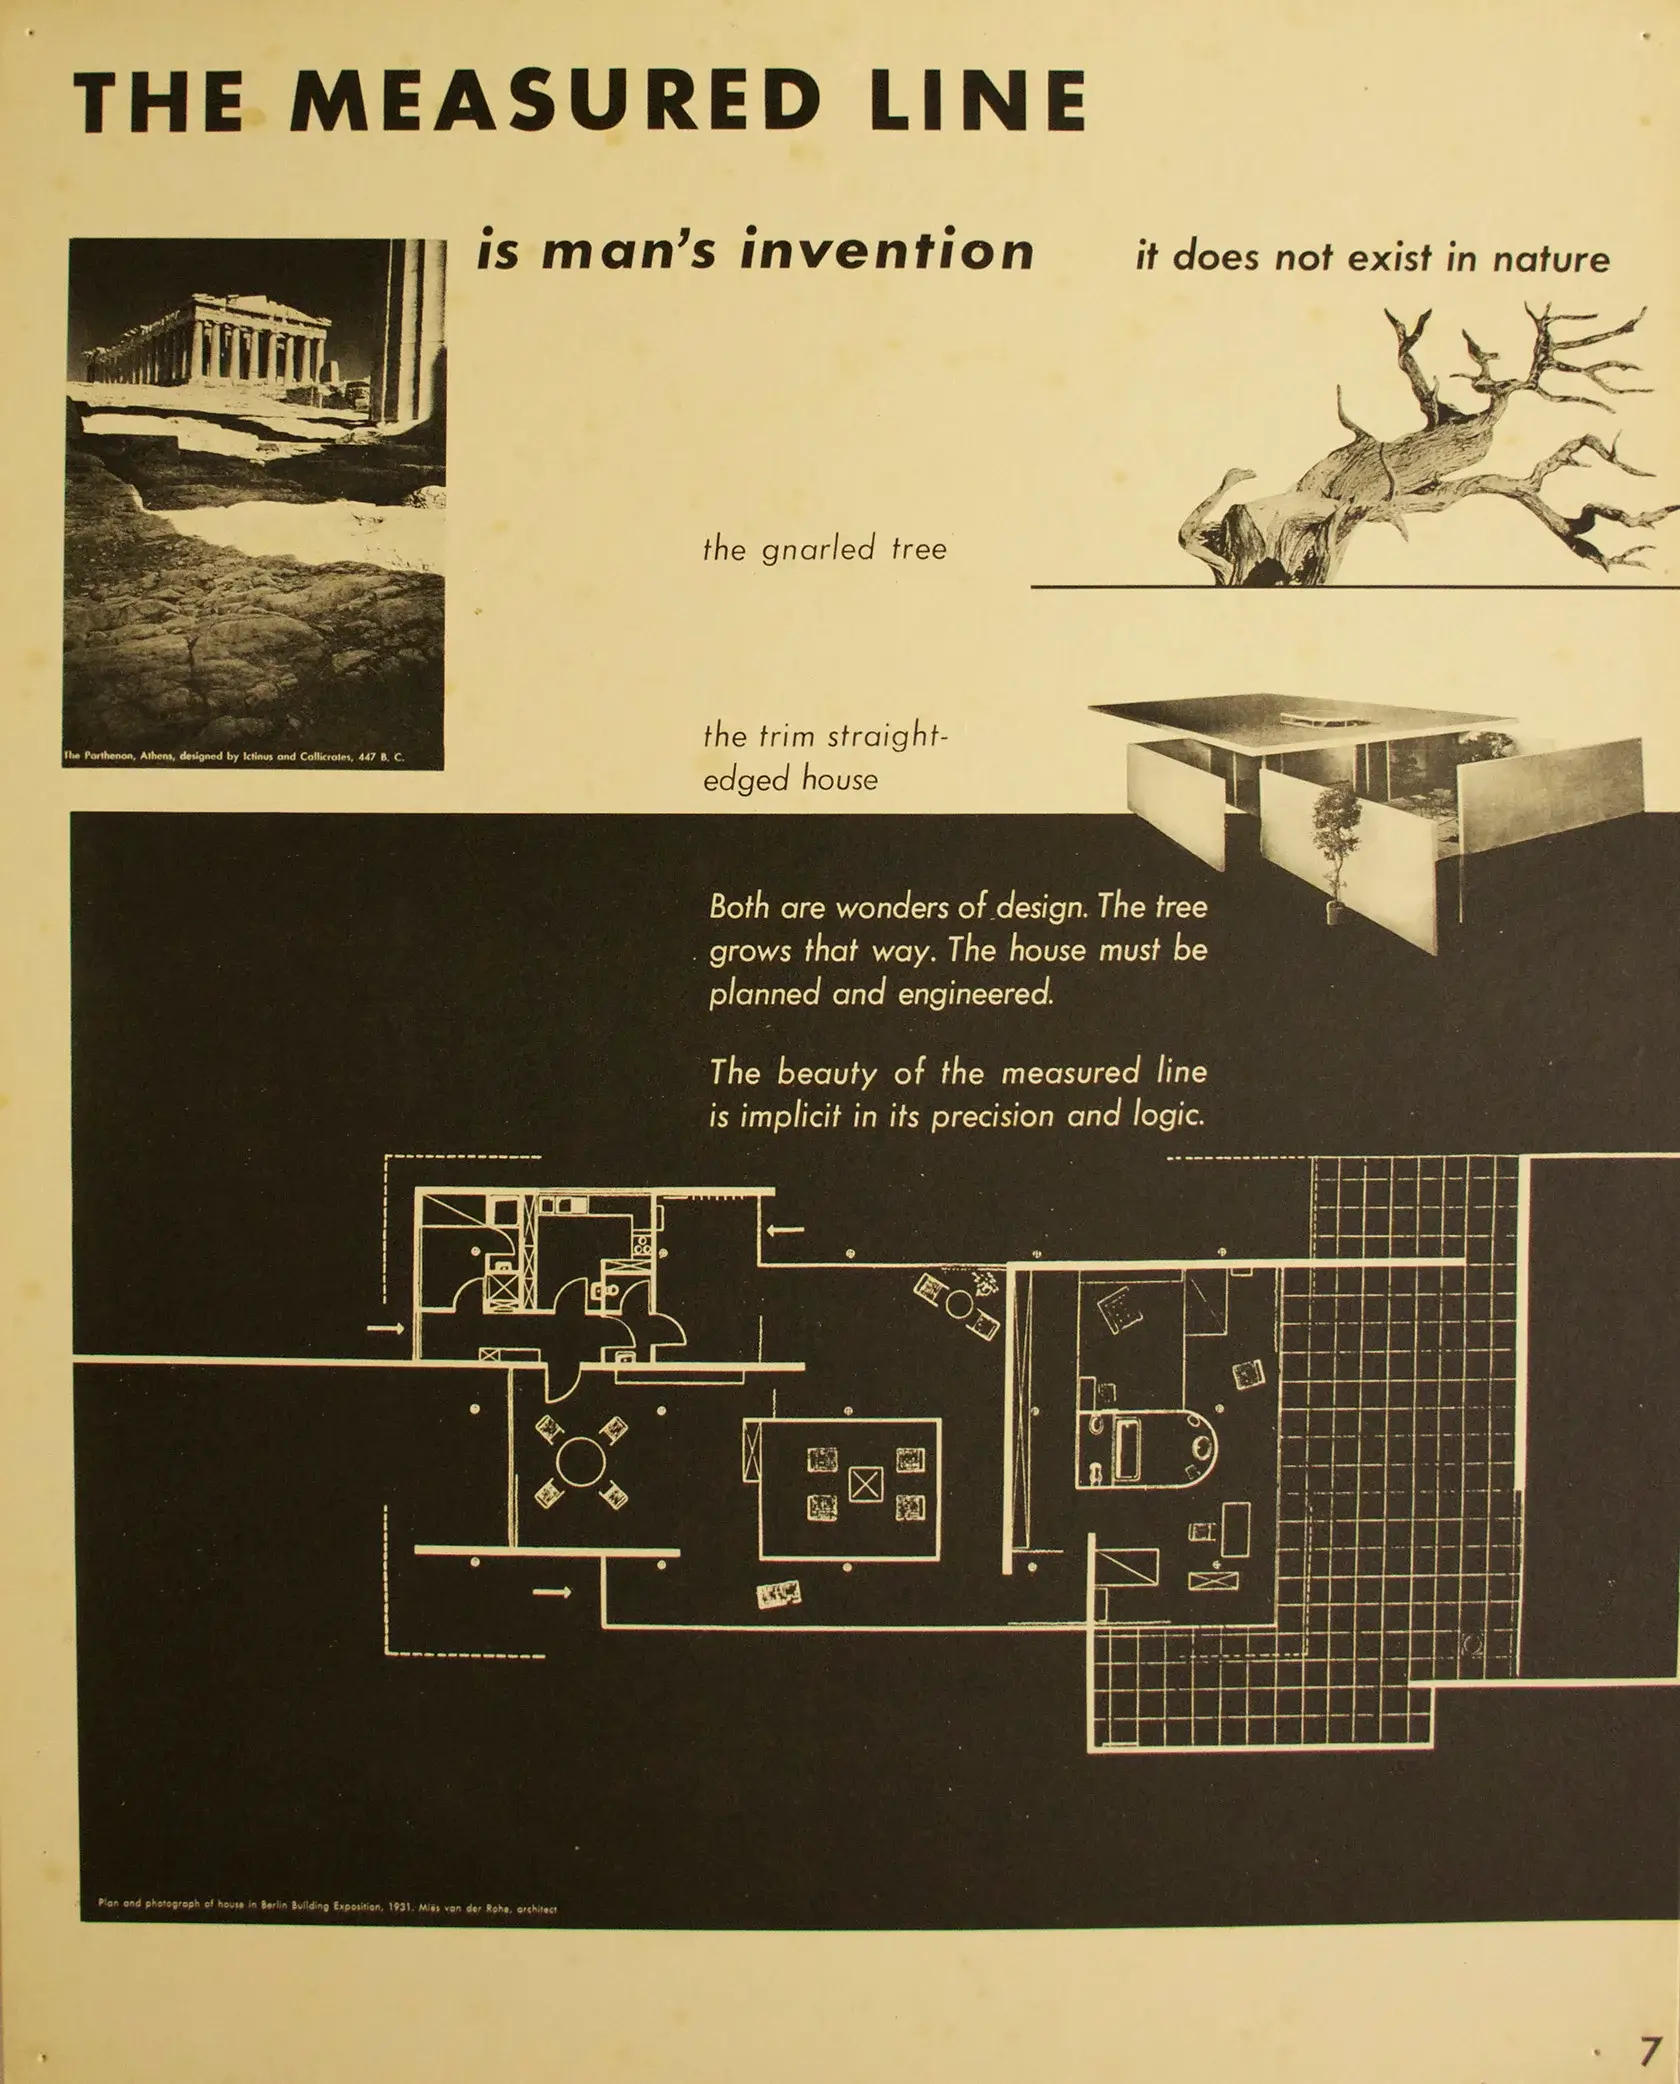 THE MEASURED LINE
is man's invention
it does not exist in nature
the gnarled tree
The Parthenon, Athens, designed by Ictinus and Callicrates, 447 B. C.
the trim straight-
edged house
Both are wonders of design. The tree
grows that way. The house must be
planned and engineered.
The beauty of the measured line
is implicit in its precision and logic.
Plan and photograph of house in Berlin Building Exposition, 1931. Mies van der Rohe, architect
7